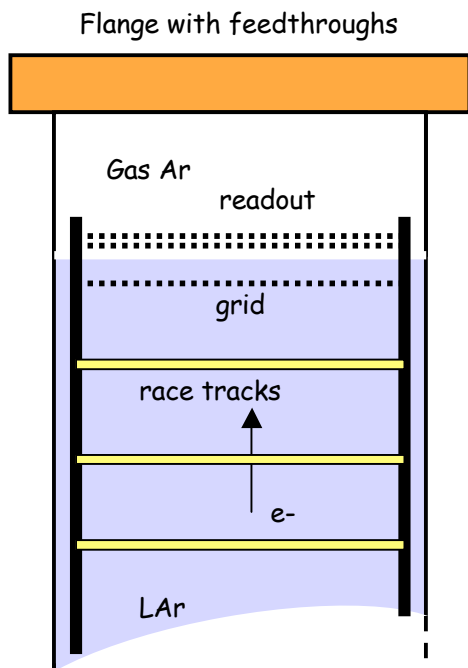 Flange with feedthroughs
Gas Ar
readout
grid
race tracks
e-
LAr